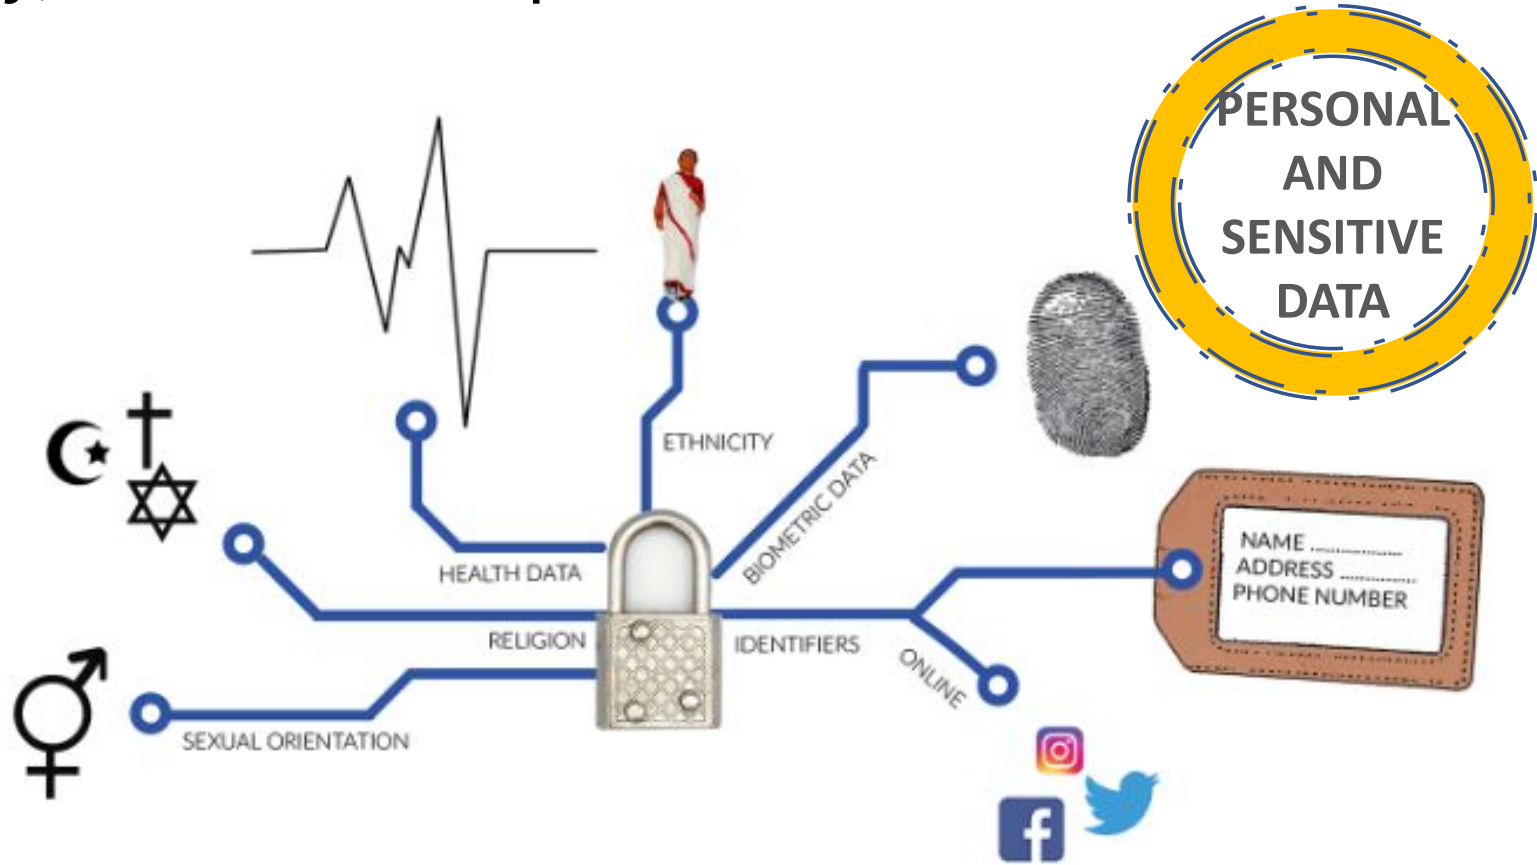 PERSONAL
AND
SENSITIVE
DATA
ETHNICITY
BIOMETRIC DATA
HEALTH DATA
RELIGION
IDENTIFIERS
ONLINE
SEXUAL ORIENTATION
NAME ................
ADDRESS .............
PHONE NUMBER